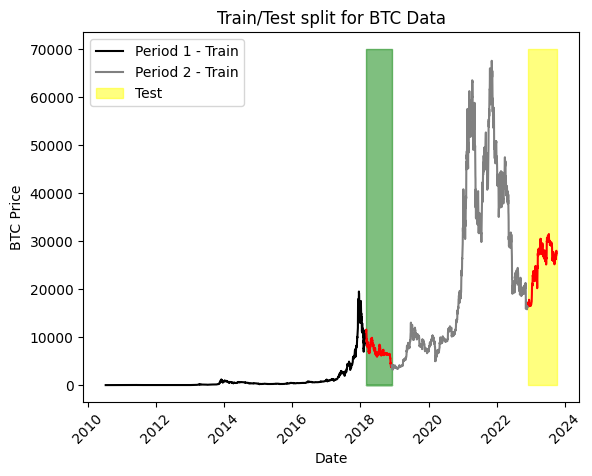 Train/Test split for BTC Data
Period 1 - Train
Period 2 - Train
Test
BTC Price
70000
60000
50000
40000
30000
20000
10000
0
2010
2012
2014
2016
2018
2020
2022
2024
Date